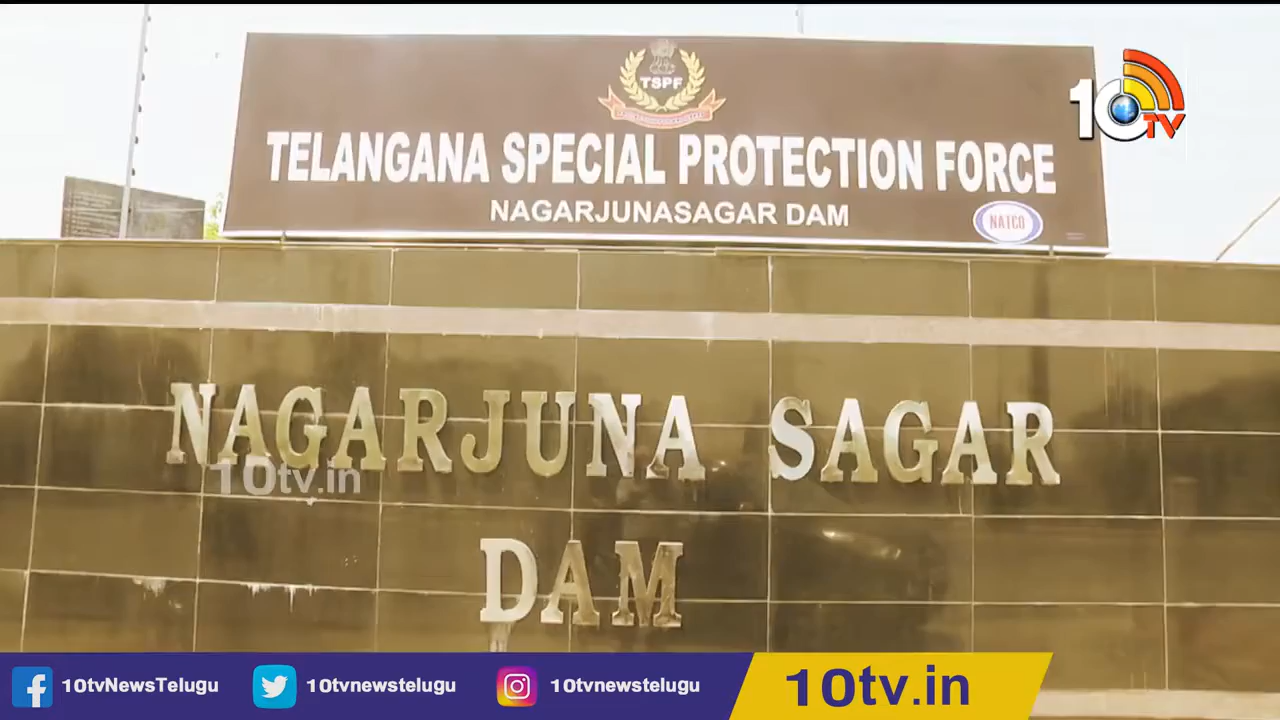 TSPF
10TV
TELANGANA SPECIAL PROTECTION FORCE
NAGARJUNASAGAR DAM
NATCO
NAGARJUNA SAGAR
10tv.in
DAM
10tvNewsTelugu
10tvnewstelugu
10tvnewstelugu
10tv.in